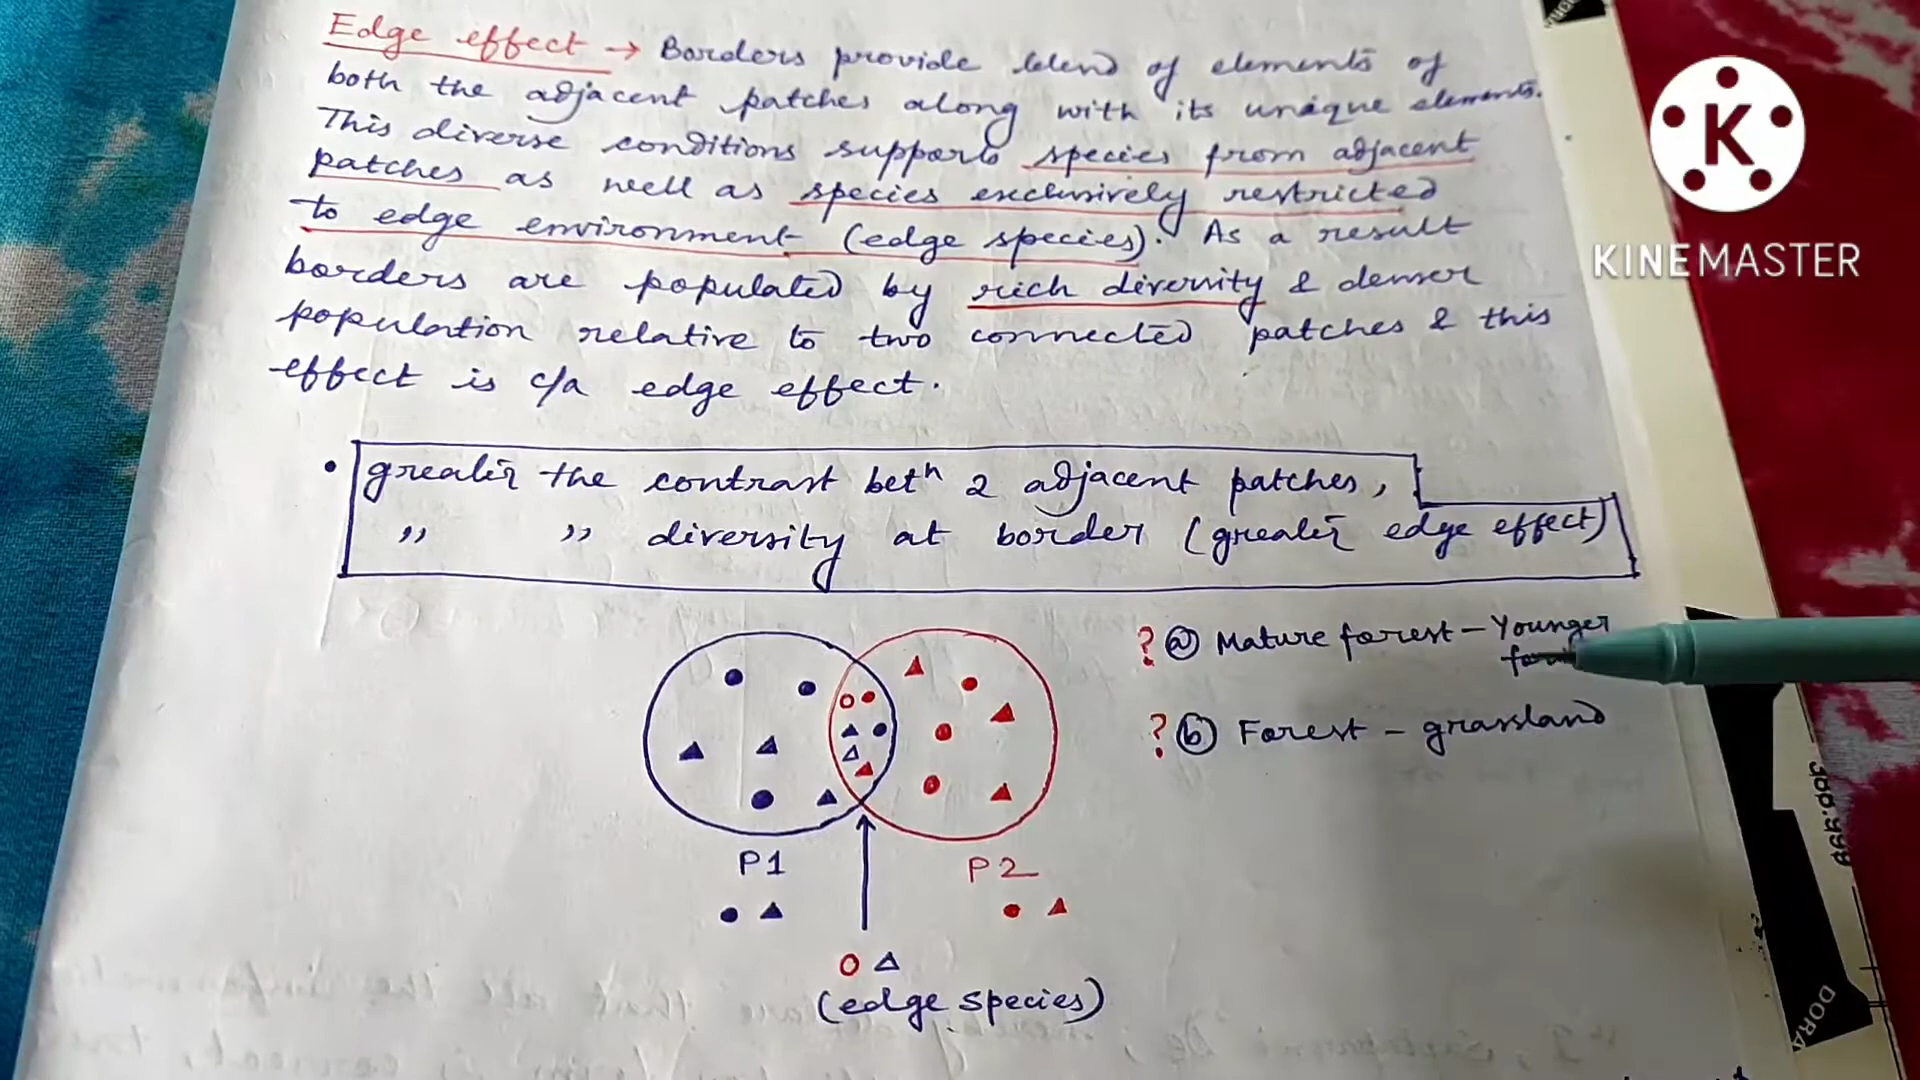 Edge effect → Borders provide blend of elements of
both the adjacent patches along with its unique elements.
This diverse conditions supports species from adjacent
patches as well as species exclusively restricted
to edge environment (edge species). As a result
borders are populated by rich diversity & denser
population relative to two connected patches & this
effect is c/a edge effect.
• greater the contrast betn 2 adjacent patches,
" " diversity at border (greater edge effect)
? (a) Mature forest - Younger
? (b) Forest - grassland
P1
P2
(edge species)
K
KINEMASTER
DORA